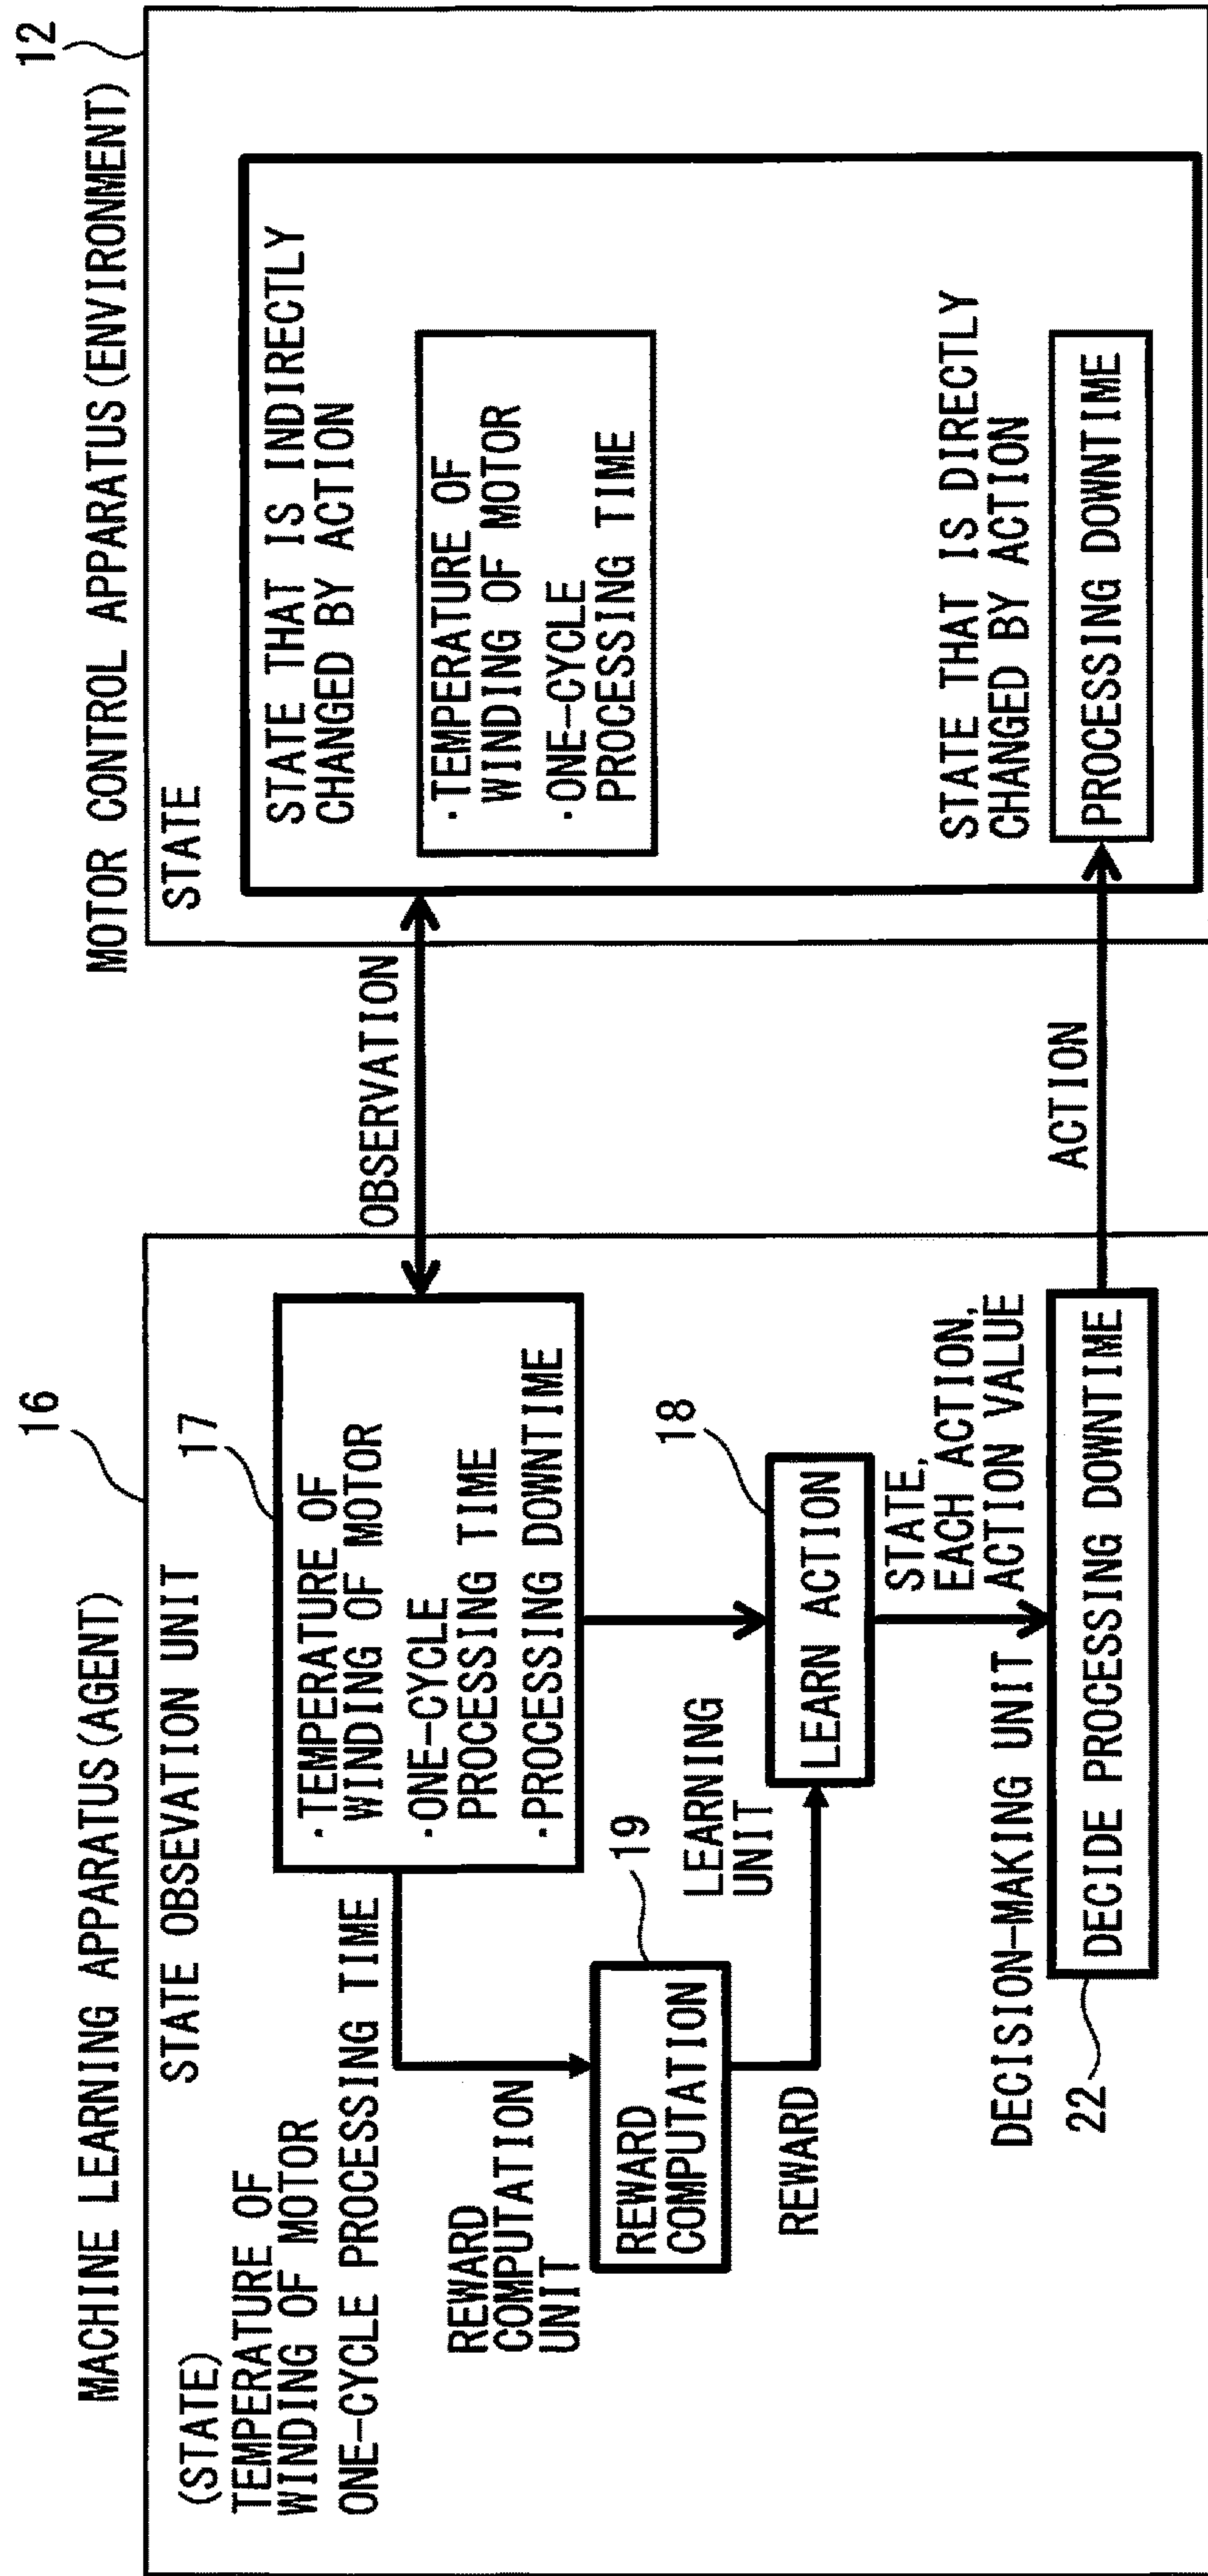 MACHINE LEARNING APPARATUS(AGENT)
16
STATE OBSEVATION UNIT
17
(STATE)
TEMPERATURE OF
WINDING OF MOTOR
ONE-CYCLE PROCESSING TIME
・TEMPERATURE OF
WINDING OF MOTOR
・ONE-CYCLE
PROCESSING TIME
・PROCESSING DOWNTIME
REWARD
COMPUTATION
UNIT
19
REWARD
COMPUTATION
REWARD
LEARNING
UNIT
18
LEARN ACTION
STATE,
EACH ACTION,
ACTION VALUE
DECISION-MAKING UNIT
22
DECIDE PROCESSING DOWNTIME
OBSERVATION
ACTION
MOTOR CONTROL APPARATUS(ENVIRONMENT)
12
STATE
STATE THAT IS INDIRECTLY
CHANGED BY ACTION
・TEMPERATURE OF
WINDING OF MOTOR
・ONE-CYCLE
PROCESSING TIME
STATE THAT IS DIRECTLY
CHANGED BY ACTION
PROCESSING DOWNTIME